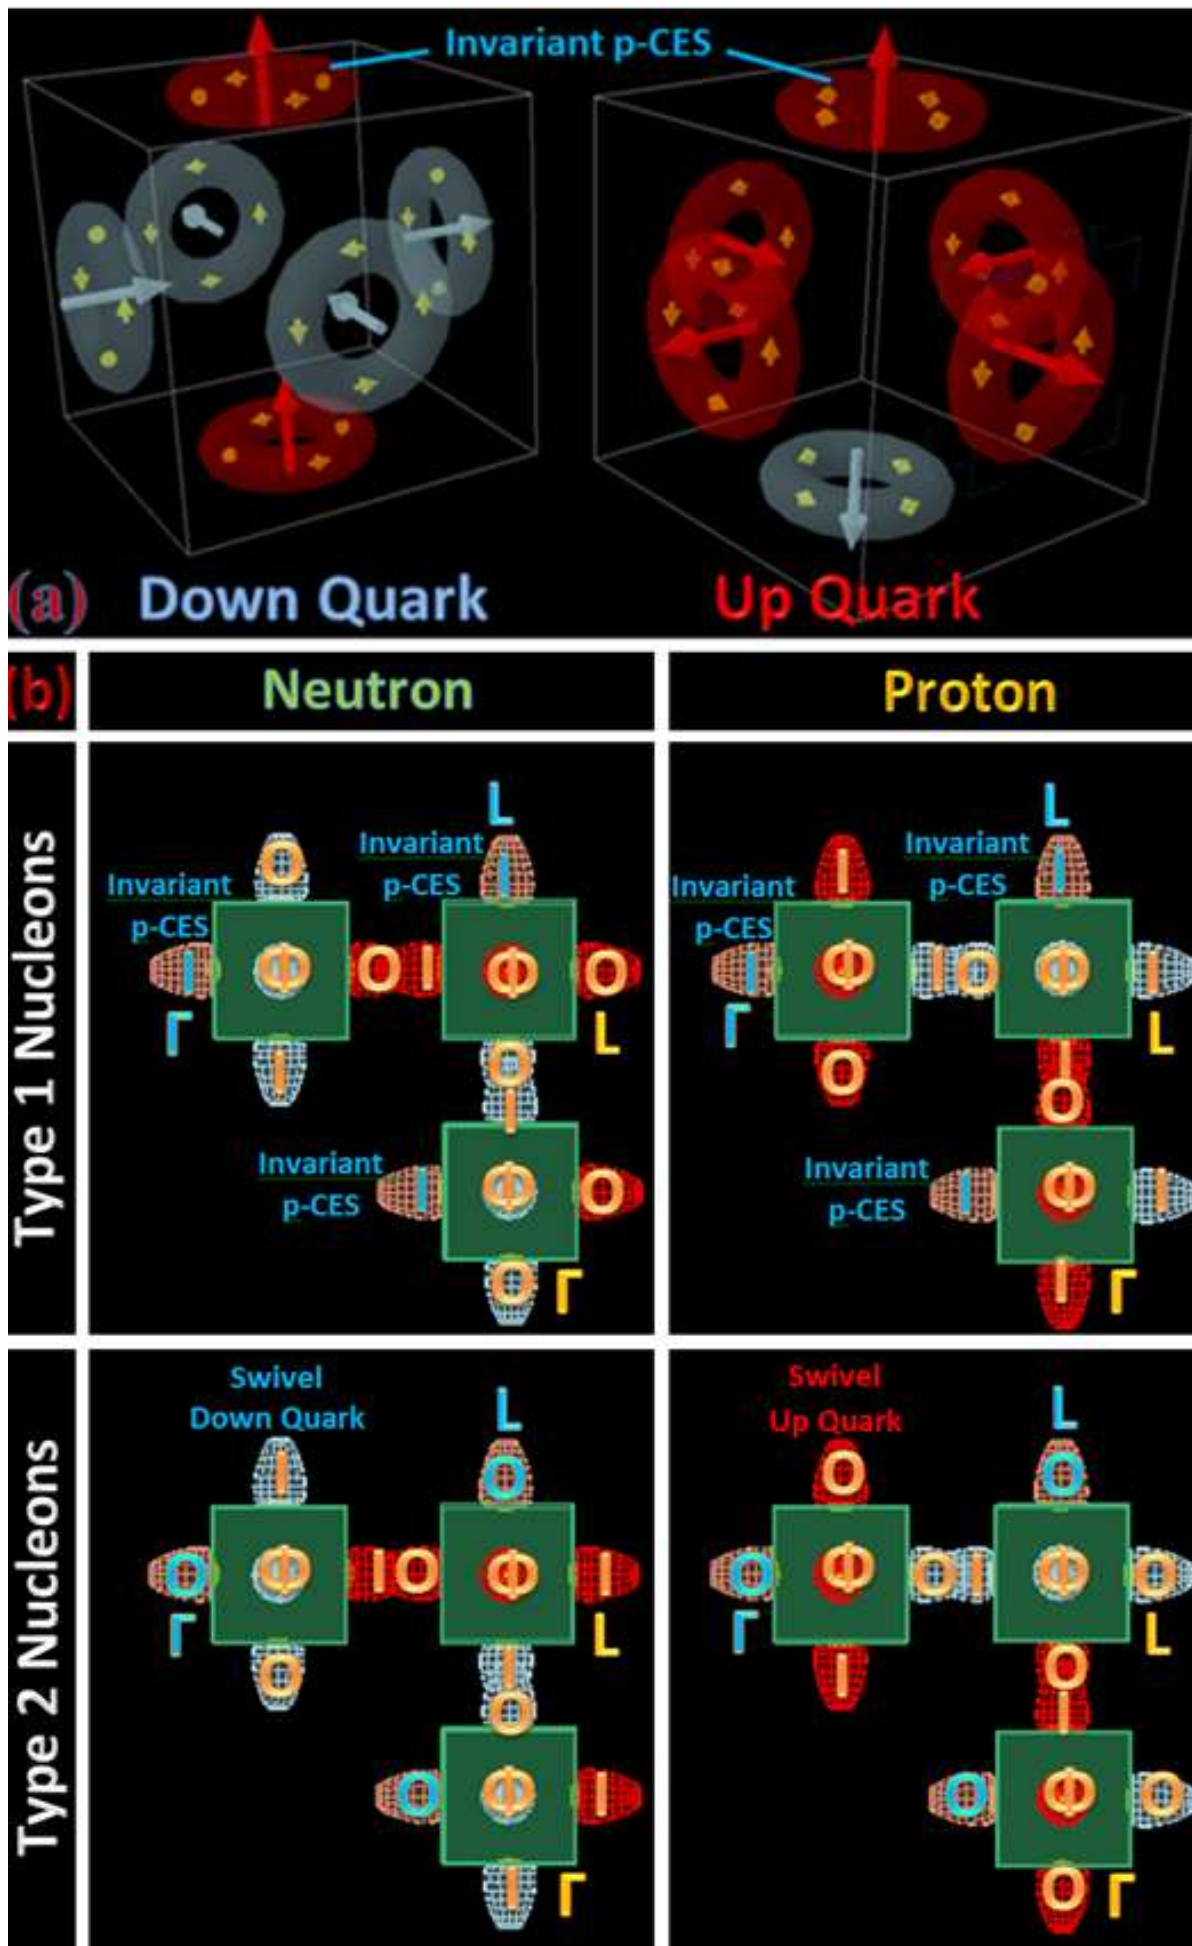 Invariant p-CES
(a) Down Quark Up Quark
(b) Neutron Proton
Type 1 Nucleons
L
Invariant
p-CES
Invariant
p-CES
O
I
I
Φ
O I
Φ
O
Γ
I
O
L
I
Invariant
p-CES
I
Φ
O
O
Γ
L
Invariant
p-CES
Invariant
p-CES
I
I
I
Φ
I O
Φ
I
Γ
O
I
L
O
Invariant
p-CES
I
Φ
I
I
Γ
Type 2 Nucleons
Swivel
Down Quark
L
I
O
O
Φ
I O
Φ
I
Γ
O
I
L
O
O
Φ
I
I
Γ
Swivel
Up Quark
L
O
O
O
Φ
O I
Φ
O
Γ
I
O
L
I
O
Φ
O
O
Γ